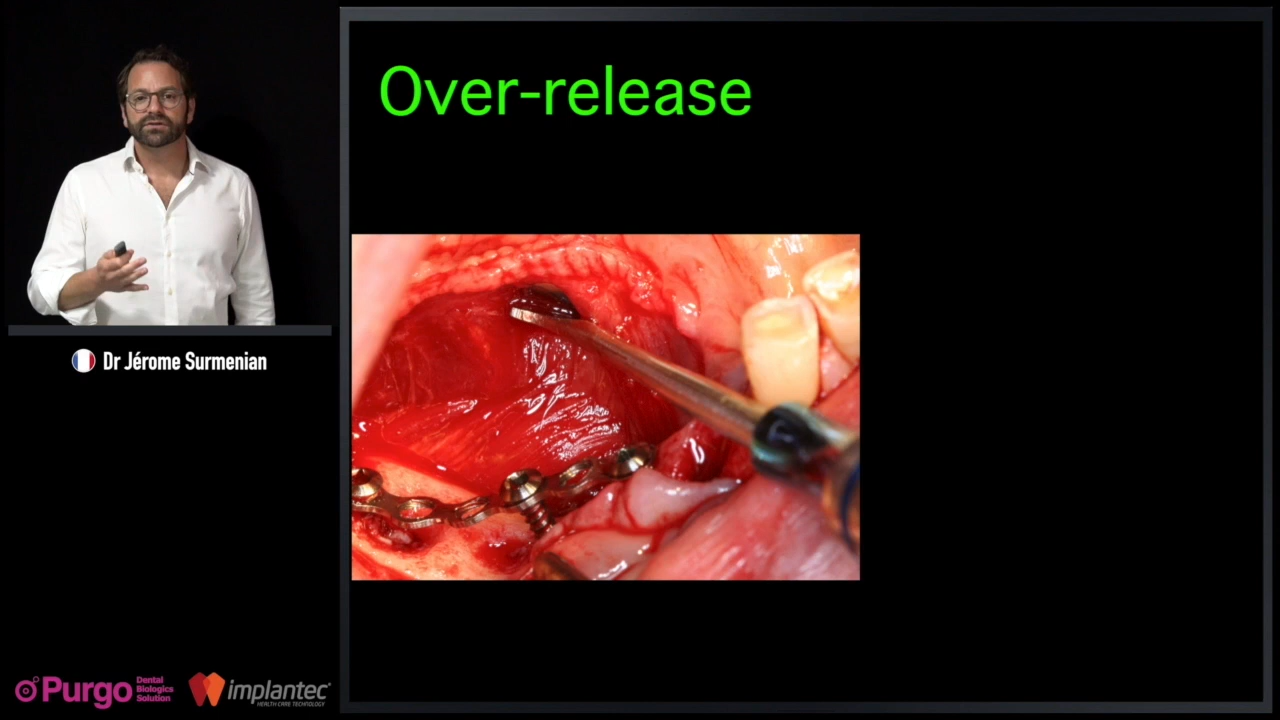 Over-release
Dr Jérome Surmenian
Purgo
Dental
Biologics
Solution
implantec
HEALTH CARE TECHNOLOGY